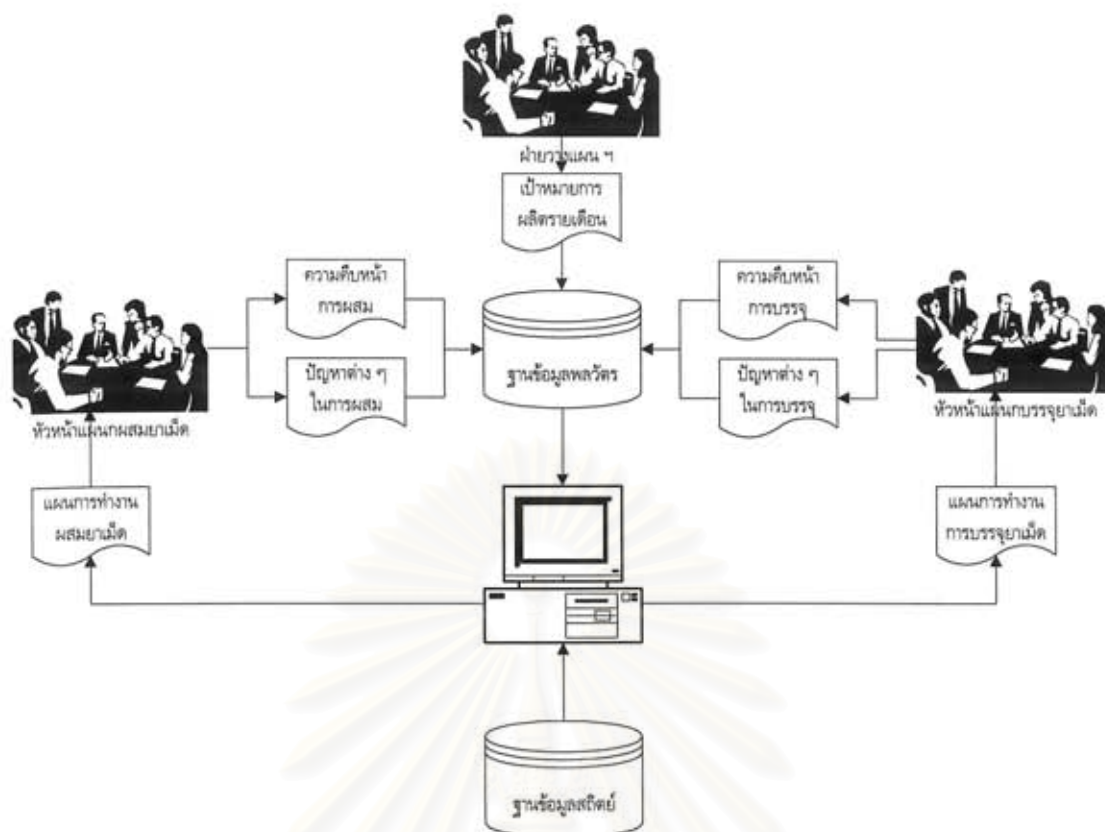 ฝ่ายวางแผน ฯ
เป้าหมายการ
ผลิตรายเดือน
ความคืบหน้า
การผสม
ปัญหาต่าง ๆ
ในการผสม
ฐานข้อมูลพลวัตร
ความคืบหน้า
การบรรจุ
ปัญหาต่าง ๆ
ในการบรรจุ
หัวหน้าแผนกผสมยาเม็ด
หัวหน้าแผนกบรรจุยาเม็ด
แผนการทำงาน
ผสมยาเม็ด
แผนการทำงาน
การบรรจุยาเม็ด
ฐานข้อมูลสถิตย์